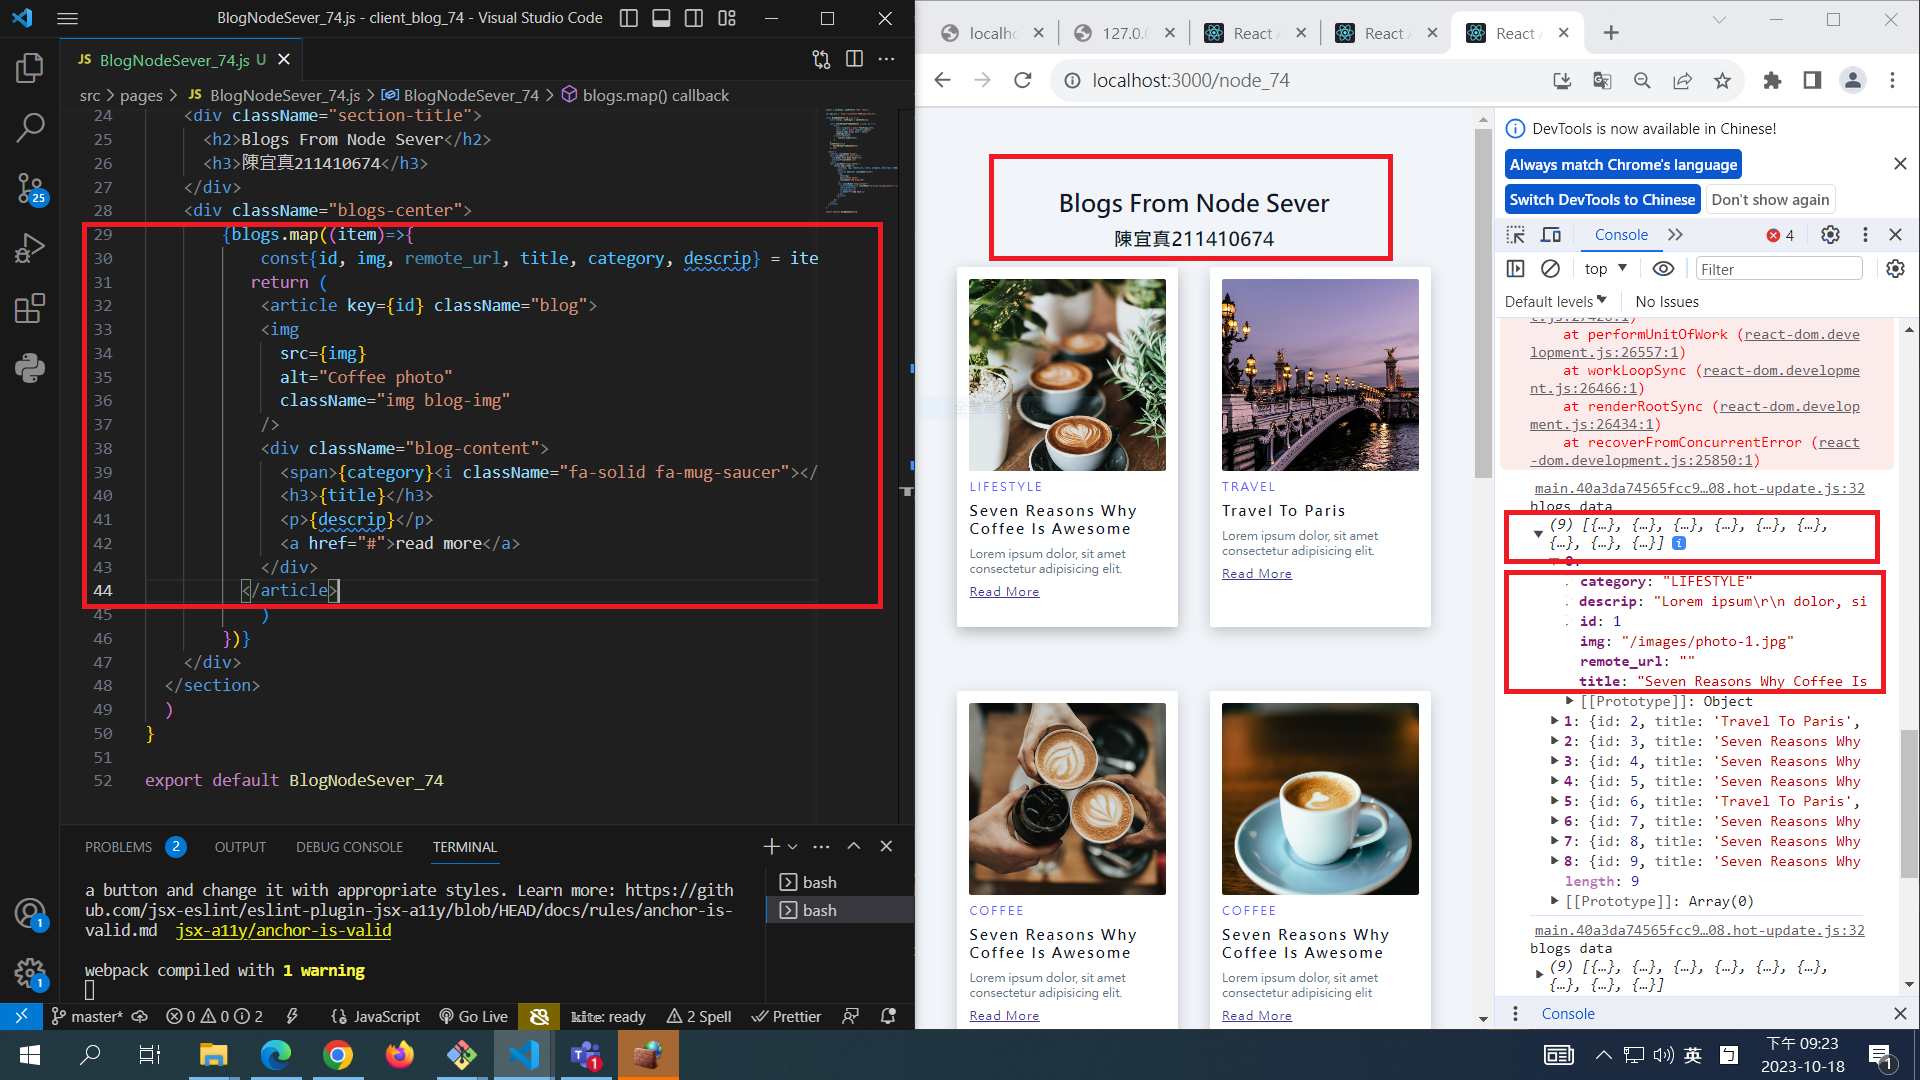 BlogNodeSever_74.js - client_blog_74 - Visual Studio Code
JS BlogNodeSever_74.js U
src > pages > JS BlogNodeSever_74.js > BlogNodeSever_74 > blogs.map() callback
24 <div className="section-title">
25 <h2>Blogs From Node Sever</h2>
26 <h3>陳宜真211410674</h3>
27 </div>
28 <div className="blogs-center">
29 {blogs.map((item)=>{
30 const{id, img, remote_url, title, category, descrip} = ite
31 return (
32 <article key={id} className="blog">
33 <img
34 src={img}
35 alt="Coffee photo"
36 className="img blog-img"
37 />
38 <div className="blog-content">
39 <span>{category}<i className="fa-solid fa-mug-saucer"></
40 <h3>{title}</h3>
41 <p>{descrip}</p>
42 <a href="#">read more</a>
43 </div>
44 </article>
45 )
46 })}
47 </div>
48 </section>
49 )
50 }
51
52 export default BlogNodeSever_74
PROBLEMS 2 OUTPUT DEBUG CONSOLE TERMINAL
a button and change it with appropriate styles. Learn more: https://gith
ub.com/jsx-eslint/eslint-plugin-jsx-a11y/blob/HEAD/docs/rules/anchor-is-
valid.md jsx-a11y/anchor-is-valid
webpack compiled with 1 warning
bash
bash
25
1
1
master* 0 0 2 JavaScript Go Live kite: ready 2 Spell Prettier
localh
127.0.
React
React
React
localhost:3000/node_74
Blogs From Node Sever
陳宜真211410674
LIFESTYLE
Seven Reasons Why
Coffee Is Awesome
Lorem ipsum dolor, sit amet
consectetur adipisicing elit.
Read More
TRAVEL
Travel To Paris
Lorem ipsum dolor, sit amet
consectetur adipisicing elit.
Read More
COFFEE
Seven Reasons Why
Coffee Is Awesome
Lorem ipsum dolor, sit amet
consectetur adipisicing elit.
Read More
COFFEE
Seven Reasons Why
Coffee Is Awesome
Lorem ipsum dolor, sit amet
consectetur adipisicing elit
Read More
DevTools is now available in Chinese!
Always match Chrome's language
Switch DevTools to Chinese Don't show again
Console 4
top Filter
Default levels No Issues
t.js:27426:1)
at performUnitOfWork (react-dom.deve
lopment.js:26557:1)
at workLoopSync (react-dom.developme
nt.js:26466:1)
at renderRootSync (react-dom.develop
ment.js:26434:1)
at recoverFromConcurrentError (react
-dom.development.js:25850:1)
main.40a3da74565fcc9…08.hot-update.js:32
blogs data
(9) [{…}, {…}, {…}, {…}, {…}, {…},
{…}, {…}, {…}]
0:
category: "LIFESTYLE"
descrip: "Lorem ipsum\r\n dolor, si
id: 1
img: "/images/photo-1.jpg"
remote_url: ""
title: "Seven Reasons Why Coffee Is
[[Prototype]]: Object
1: {id: 2, title: 'Travel To Paris',
2: {id: 3, title: 'Seven Reasons Why
3: {id: 4, title: 'Seven Reasons Why
4: {id: 5, title: 'Seven Reasons Why
5: {id: 6, title: 'Travel To Paris',
6: {id: 7, title: 'Seven Reasons Why
7: {id: 8, title: 'Seven Reasons Why
8: {id: 9, title: 'Seven Reasons Why
length: 9
[[Prototype]]: Array(0)
main.40a3da74565fcc9…08.hot-update.js:32
blogs data
(9) [{…}, {…}, {…}, {…}, {…}, {…},
{…}, {…}, {…}]
Console
1
英
下午 09:23
2023-10-18
1